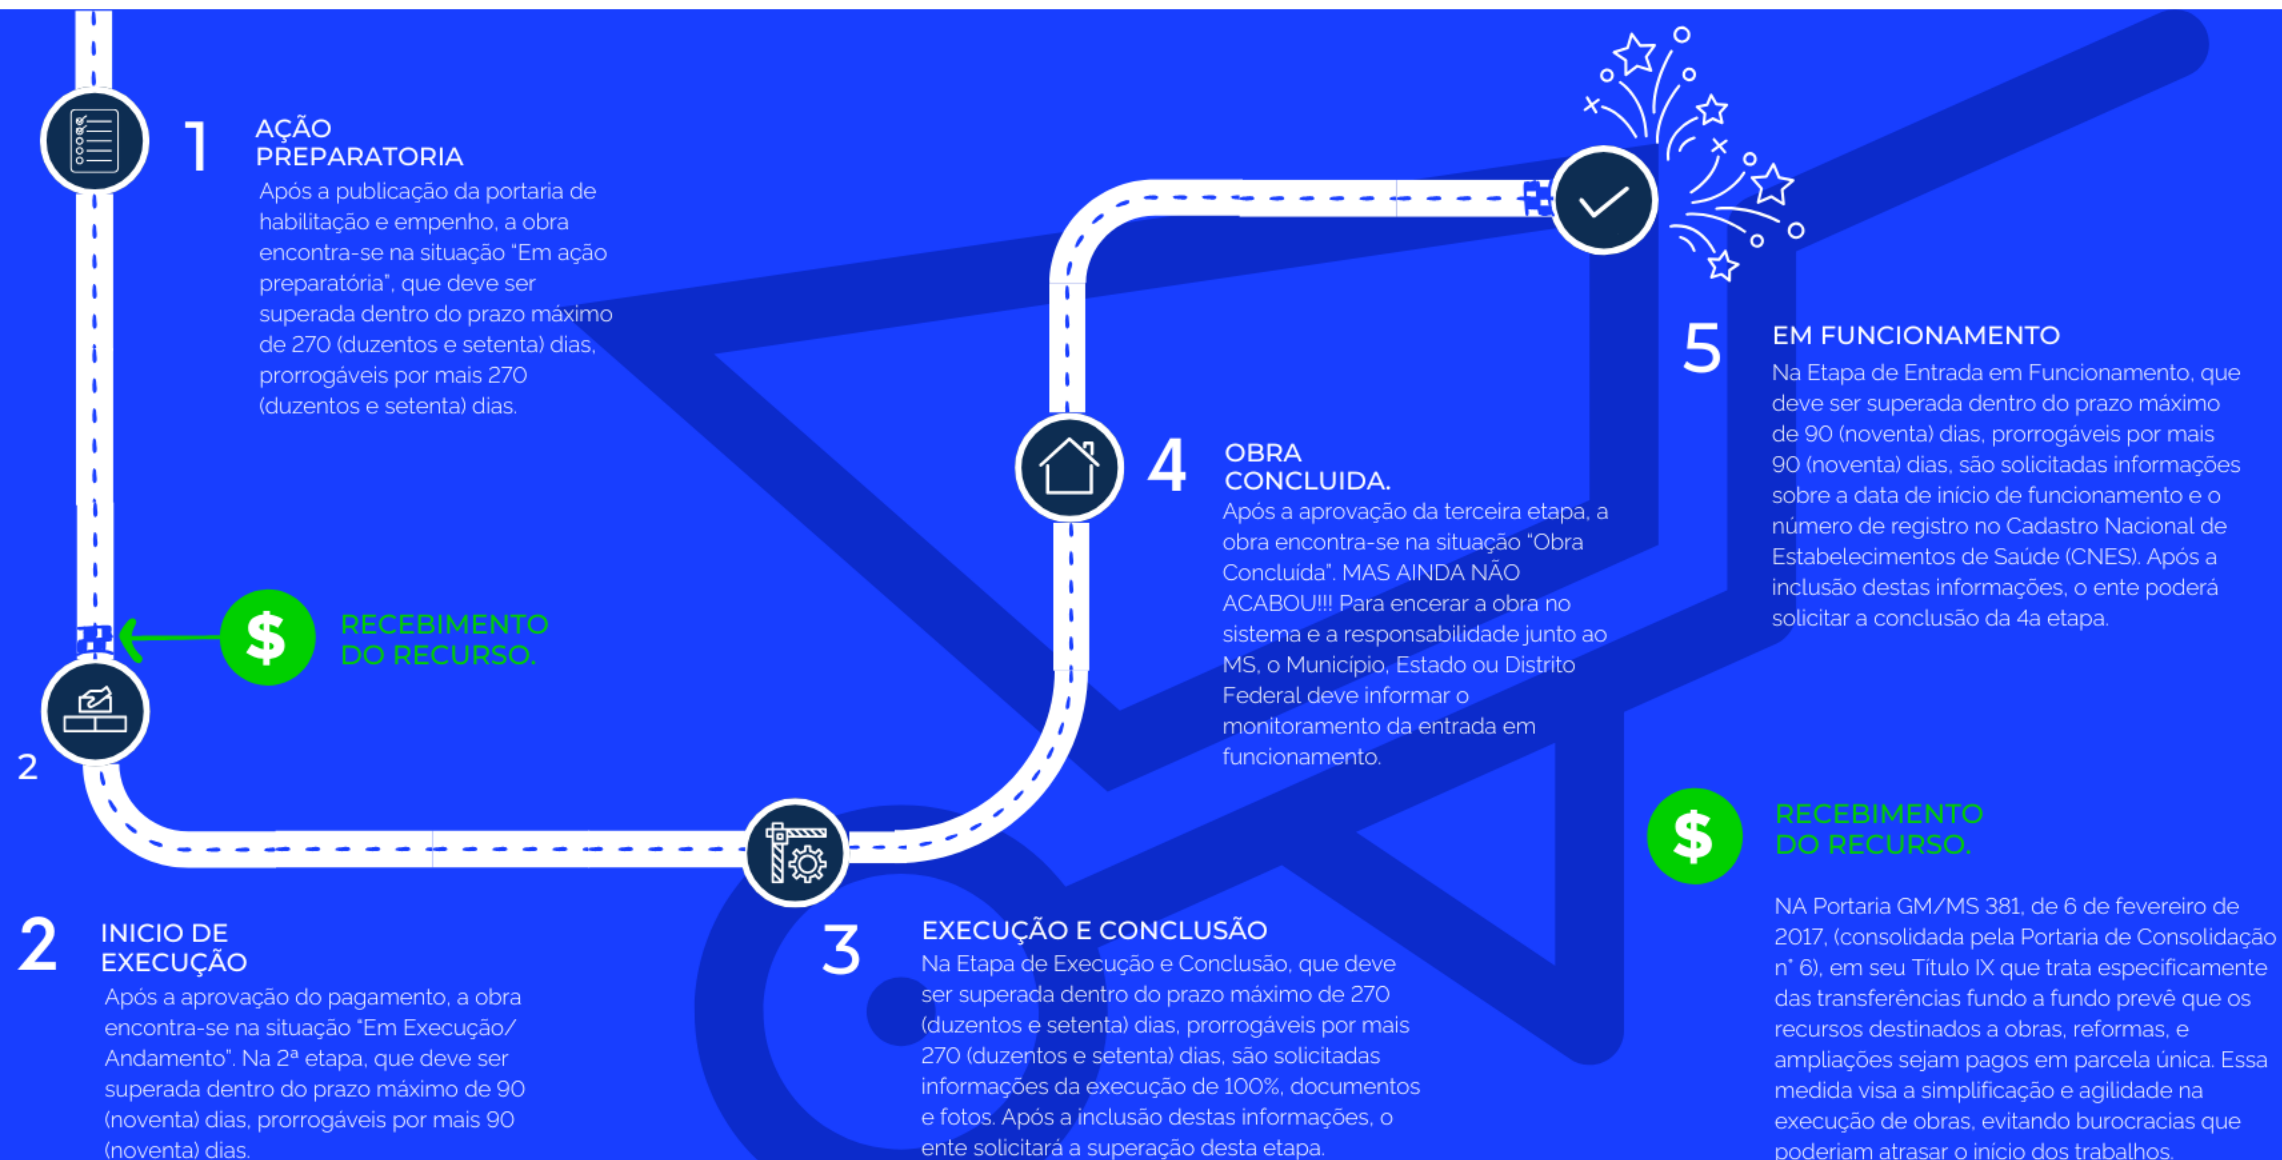 1
AÇÃO
PREPARATORIA
Após a publicação da portaria de
habilitação e empenho, a obra
encontra-se na situação “Em ação
preparatória”, que deve ser
superada dentro do prazo máximo
de 270 (duzentos e setenta) dias,
prorrogáveis por mais 270
(duzentos e setenta) dias.
$
RECEBIMENTO
DO RECURSO.
2
2
INICIO DE
EXECUÇÃO
Após a aprovação do pagamento, a obra
encontra-se na situação “Em Execução/
Andamento”. Na 2ª etapa, que deve ser
superada dentro do prazo máximo de 90
(noventa) dias, prorrogáveis por mais 90
(noventa) dias.
3
EXECUÇÃO E CONCLUSÃO
Na Etapa de Execução e Conclusão, que deve
ser superada dentro do prazo máximo de 270
(duzentos e setenta) dias, prorrogáveis por mais
270 (duzentos e setenta) dias, são solicitadas
informações da execução de 100%, documentos
e fotos. Após a inclusão destas informações, o
ente solicitará a superação desta etapa.
4
OBRA
CONCLUIDA.
Após a aprovação da terceira etapa, a
obra encontra-se na situação “Obra
Concluída”. MAS AINDA NÃO
ACABOU!!! Para encerar a obra no
sistema e a responsabilidade junto ao
MS, o Município, Estado ou Distrito
Federal deve informar o
monitoramento da entrada em
funcionamento.
5
EM FUNCIONAMENTO
Na Etapa de Entrada em Funcionamento, que
deve ser superada dentro do prazo máximo
de 90 (noventa) dias, prorrogáveis por mais
90 (noventa) dias, são solicitadas informações
sobre a data de início de funcionamento e o
número de registro no Cadastro Nacional de
Estabelecimentos de Saúde (CNES). Após a
inclusão destas informações, o ente poderá
solicitar a conclusão da 4a etapa.
$
RECEBIMENTO
DO RECURSO.
NA Portaria GM/MS 381, de 6 de fevereiro de
2017, (consolidada pela Portaria de Consolidação
n° 6), em seu Título IX que trata especificamente
das transferências fundo a fundo prevê que os
recursos destinados a obras, reformas, e
ampliações sejam pagos em parcela única. Essa
medida visa a simplificação e agilidade na
execução de obras, evitando burocracias que
poderiam atrasar o início dos trabalhos.